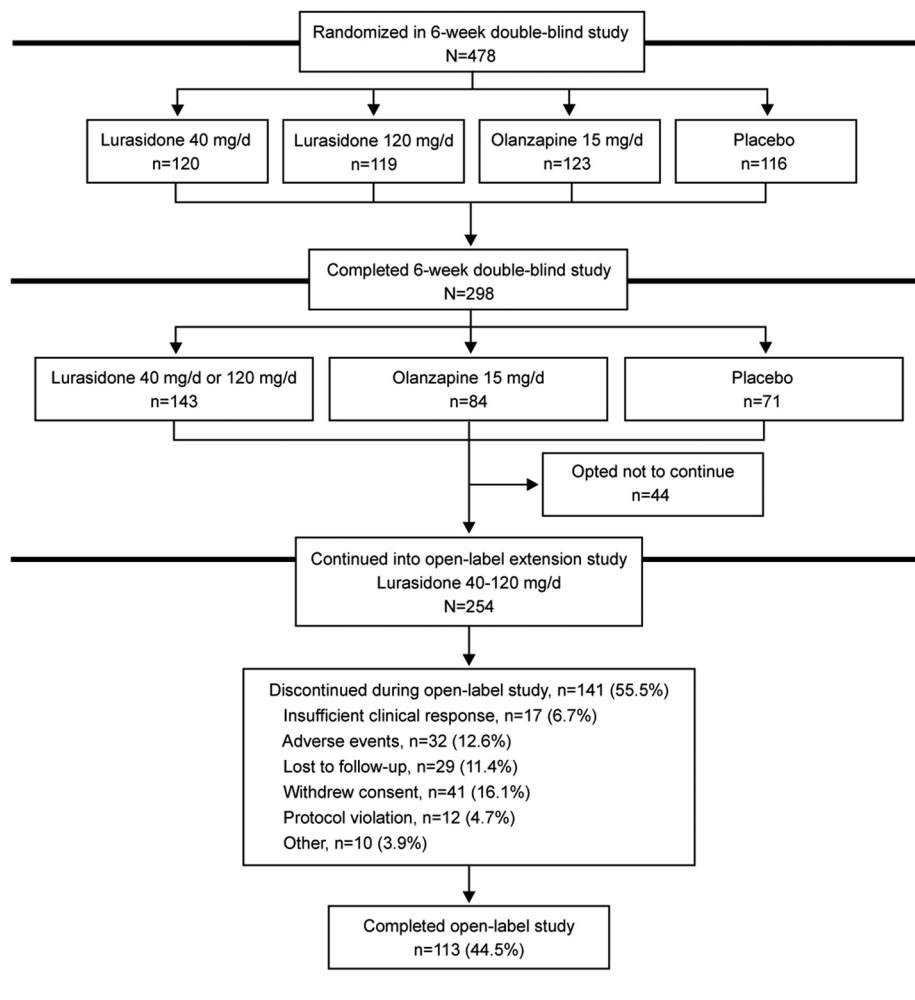 Randomized in 6-week double-blind study
N=478
Lurasidone 40 mg/d
n=120
Lurasidone 120 mg/d
n=119
Olanzapine 15 mg/d
n=123
Placebo
n=116
Completed 6-week double-blind study
N=298
Lurasidone 40 mg/d or 120 mg/d
n=143
Olanzapine 15 mg/d
n=84
Placebo
n=71
Opted not to continue
n=44
Continued into open-label extension study
Lurasidone 40-120 mg/d
N=254
Discontinued during open-label study, n=141 (55.5%)
Insufficient clinical response, n=17 (6.7%)
Adverse events, n=32 (12.6%)
Lost to follow-up, n=29 (11.4%)
Withdrew consent, n=41 (16.1%)
Protocol violation, n=12 (4.7%)
Other, n=10 (3.9%)
Completed open-label study
n=113 (44.5%)